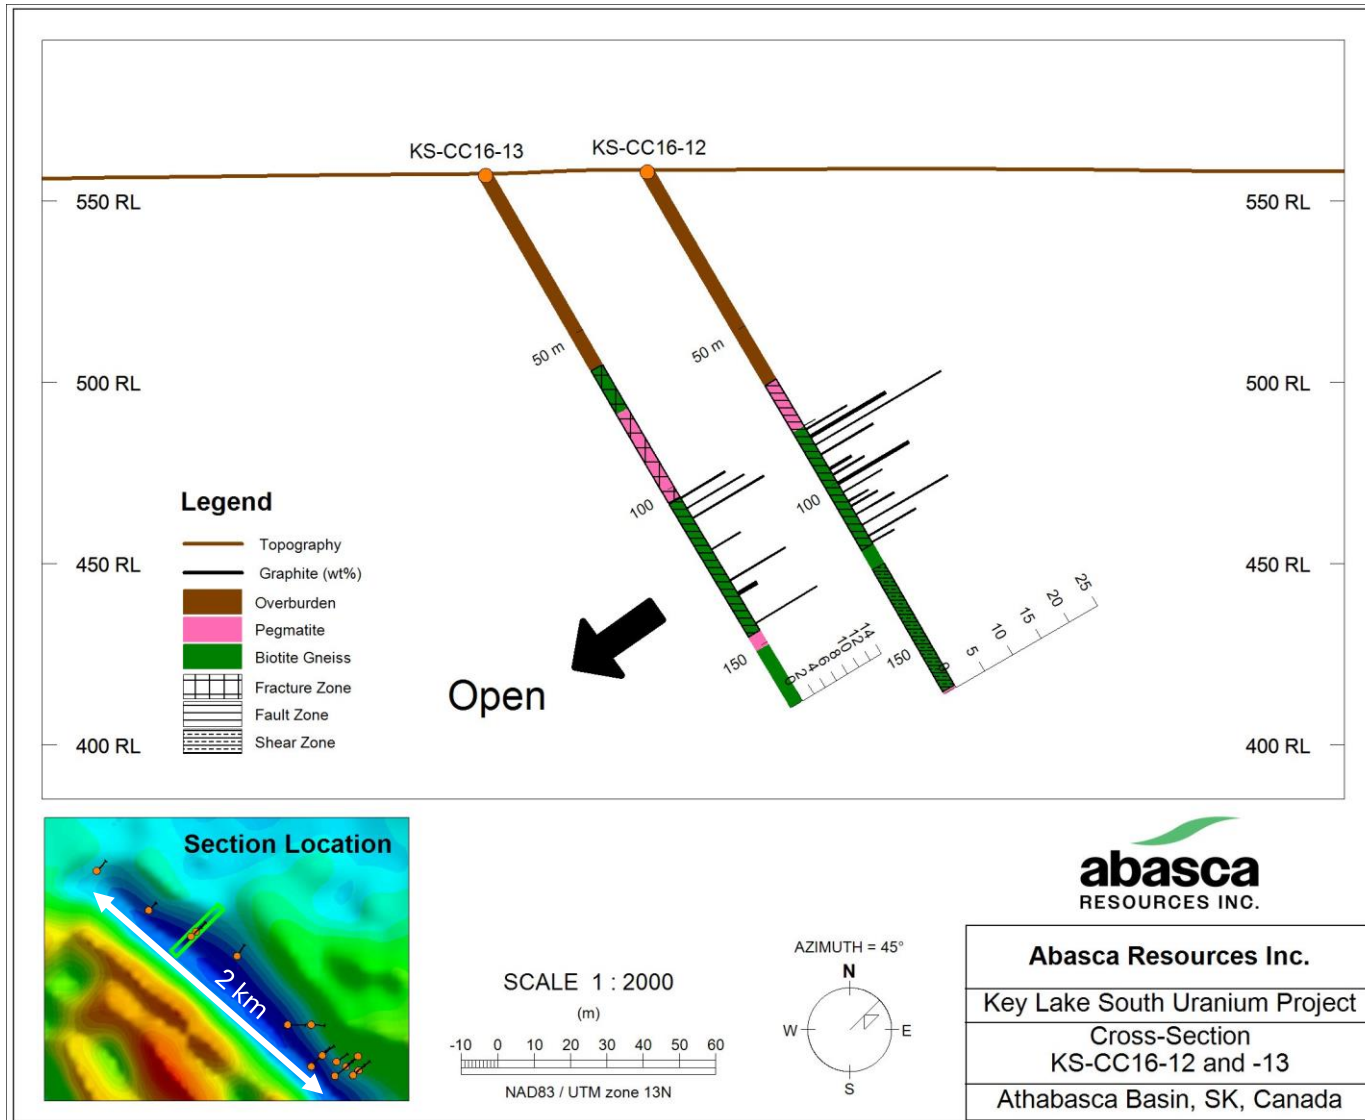 KS-CC16-13
KS-CC16-12
550 RL
550 RL
50 m
50 m
500 RL
500 RL
100
100
450 RL
450 RL
150
150
0
2
4
6
8
10
12
14
0
5
10
15
20
25
400 RL
400 RL
Open
Legend
Topography
Graphite (wt%)
Overburden
Pegmatite
Biotite Gneiss
Fracture Zone
Fault Zone
Shear Zone
Section Location
2 km
SCALE 1 : 2000
(m)
-10 0 10 20 30 40 50 60
NAD83 / UTM zone 13N
AZIMUTH = 45°
N
W
E
S
abasca
RESOURCES INC.
Abasca Resources Inc.
Key Lake South Uranium Project
Cross-Section
KS-CC16-12 and -13
Athabasca Basin, SK, Canada